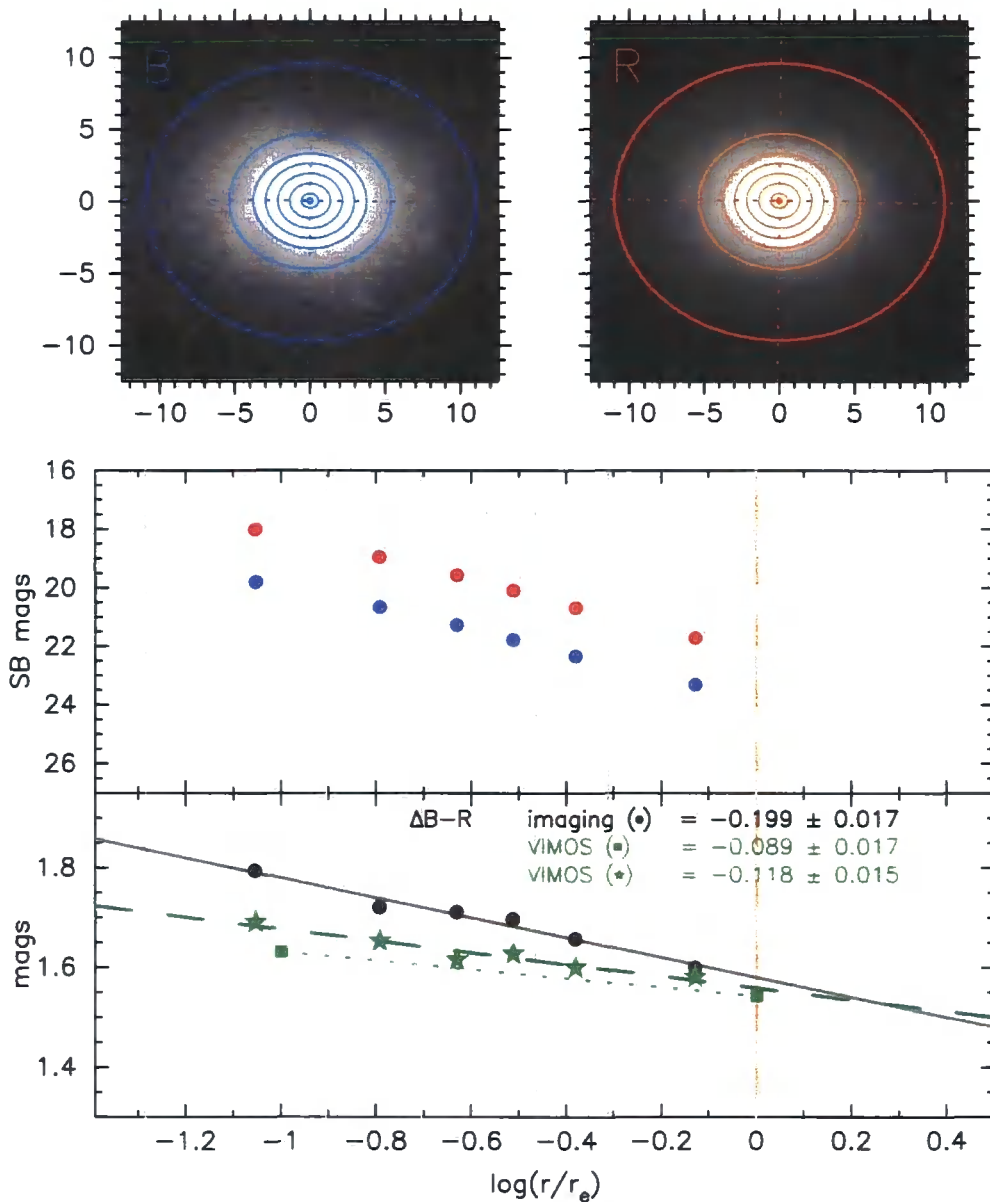 B
R
10
5
0
−5
−10
−10 −5 0 5 10
−10 −5 0 5 10
16
18
20
22
24
26
SB mags
ΔB−R imaging (•) = −0.199 ± 0.017
VIMOS (■) = −0.089 ± 0.017
VIMOS (★) = −0.118 ± 0.015
1.8
1.6
1.4
mags
−1.2 −1 −0.8 −0.6 −0.4 −0.2 0 0.2 0.4
log(r/re)